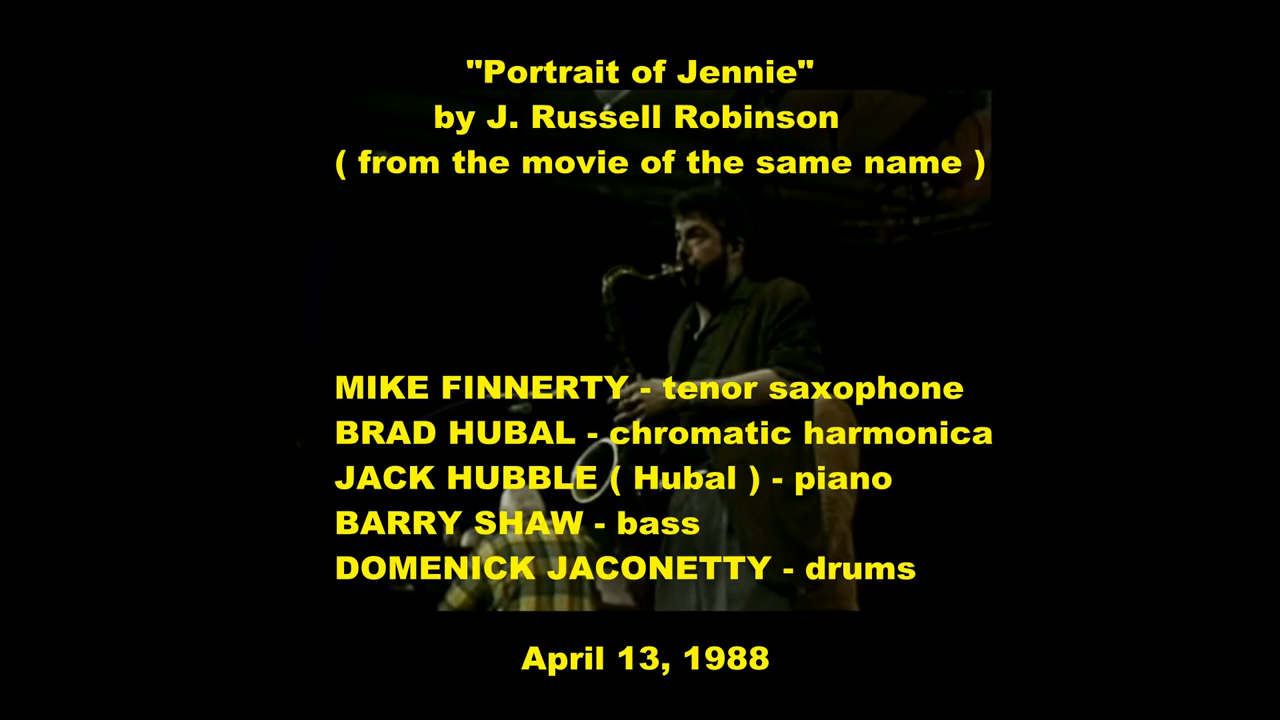 "Portrait of Jennie"
by J. Russell Robinson
( from the movie of the same name )
MIKE FINNERTY - tenor saxophone
BRAD HUBAL - chromatic harmonica
JACK HUBBLE ( Hubal ) - piano
BARRY SHAW - bass
DOMENICK JACONETTY - drums
April 13, 1988